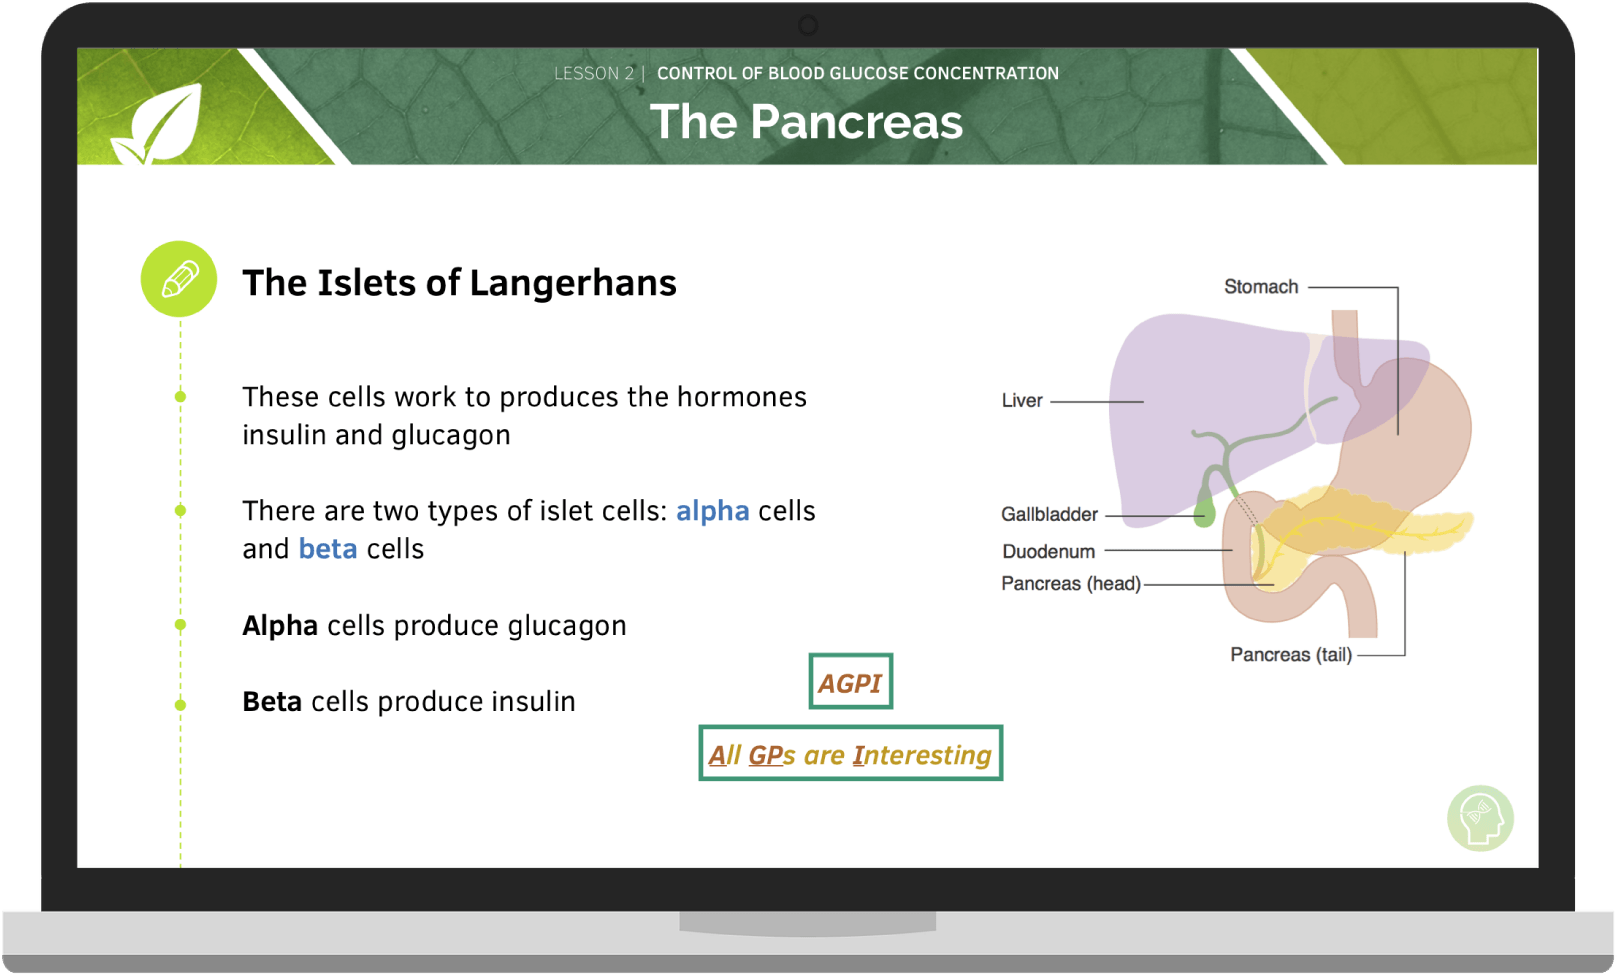 LESSON 2 | CONTROL OF BLOOD GLUCOSE CONCENTRATION
The Pancreas
The Islets of Langerhans
These cells work to produces the hormones
insulin and glucagon
There are two types of islet cells: alpha cells
and beta cells
Alpha cells produce glucagon
Beta cells produce insulin
AGPI
All GPs are Interesting
Stomach
Liver
Gallbladder
Duodenum
Pancreas (head)
Pancreas (tail)